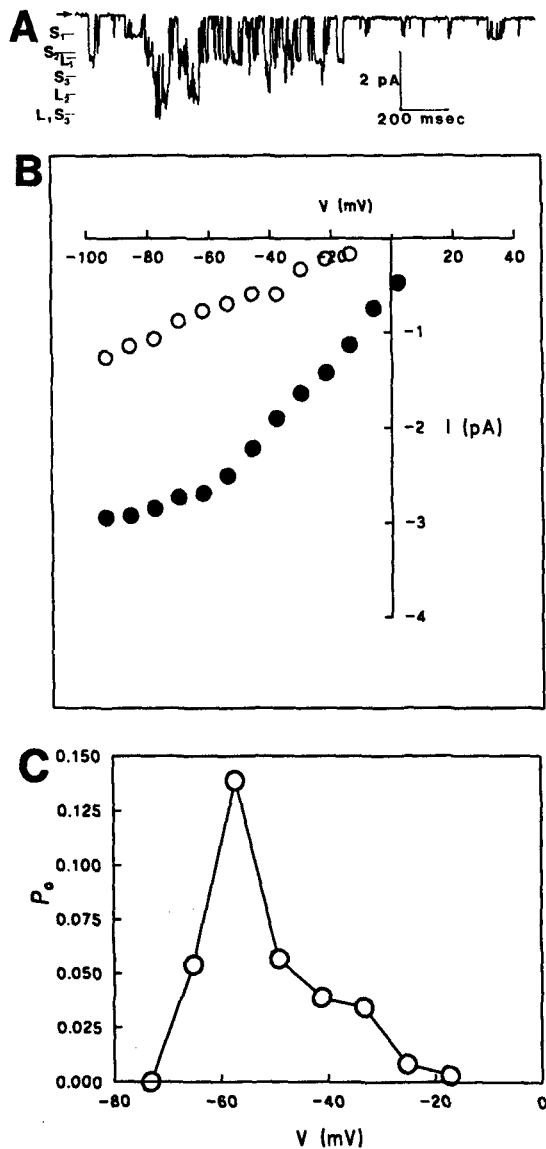 A
S₁
S₂
L₁
S₃
L₂
L₁S₃
2 pA
200 msec
B
V (mV)
-100 -80 -60 -40 -20 20 40
-1
-2 I (pA)
-3
-4
C
0.150
0.125
0.100
0.075
0.050
0.025
0.000
Pₒ
-80 -60 -40 -20 0
V (mV)